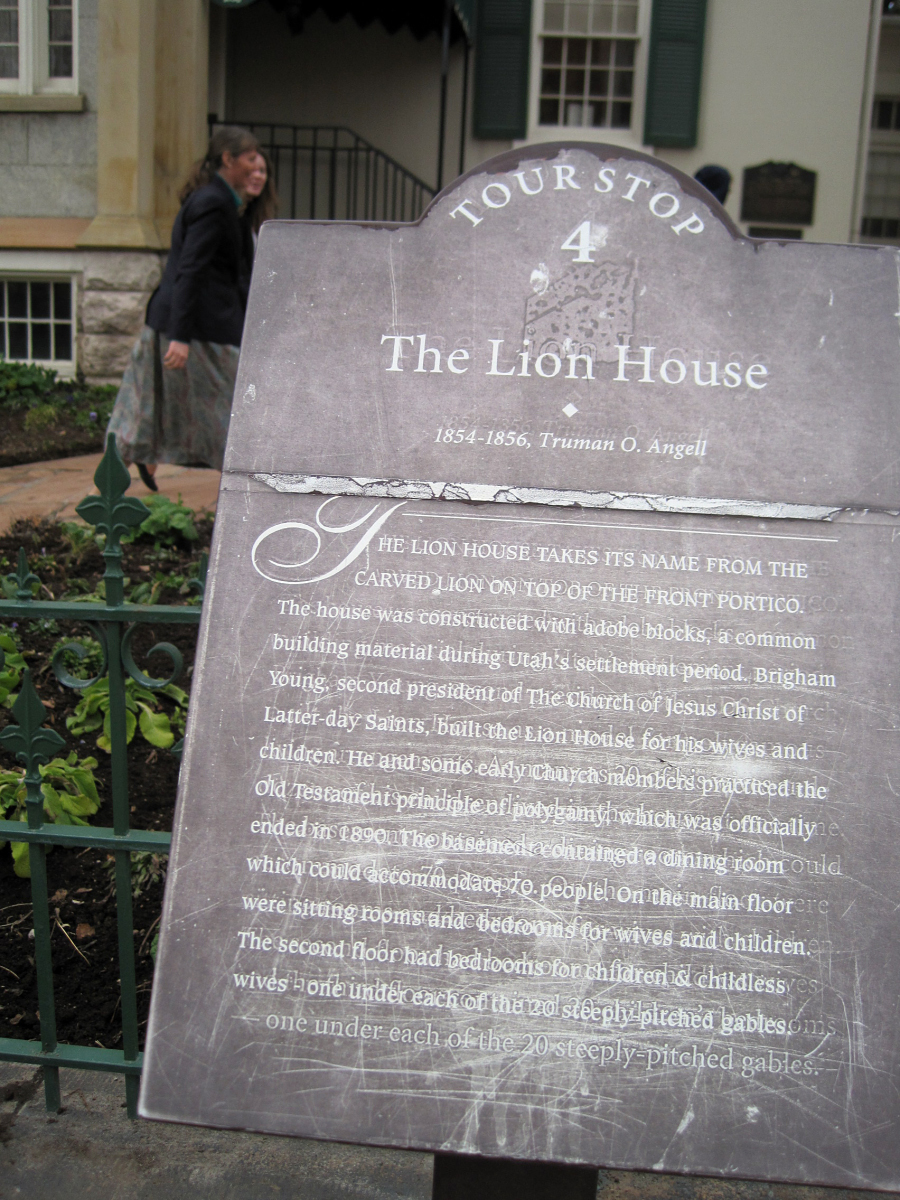 TOUR STOP
4
The Lion House
1854-1856, Truman O. Angell
THE LION HOUSE TAKES ITS NAME FROM THE
CARVED LION ON TOP OF THE FRONT PORTICO.
The house was constructed with adobe blocks, a common
building material during Utah's settlement period. Brigham
Young, second president of The Church of Jesus Christ of
Latter-day Saints, built the Lion House for his wives and
children. He and some early Church members practiced the
Old Testament principle of polygamy, which was officially
ended in 1890. The basement contained a dining room
which could accommodate 70 people. On the main floor
were sitting rooms and bedrooms for wives and children.
The second floor had bedrooms for children & childless
wives - one under each of the 20 steeply-pitched gables.
— one under each of the 20 steeply-pitched gables.